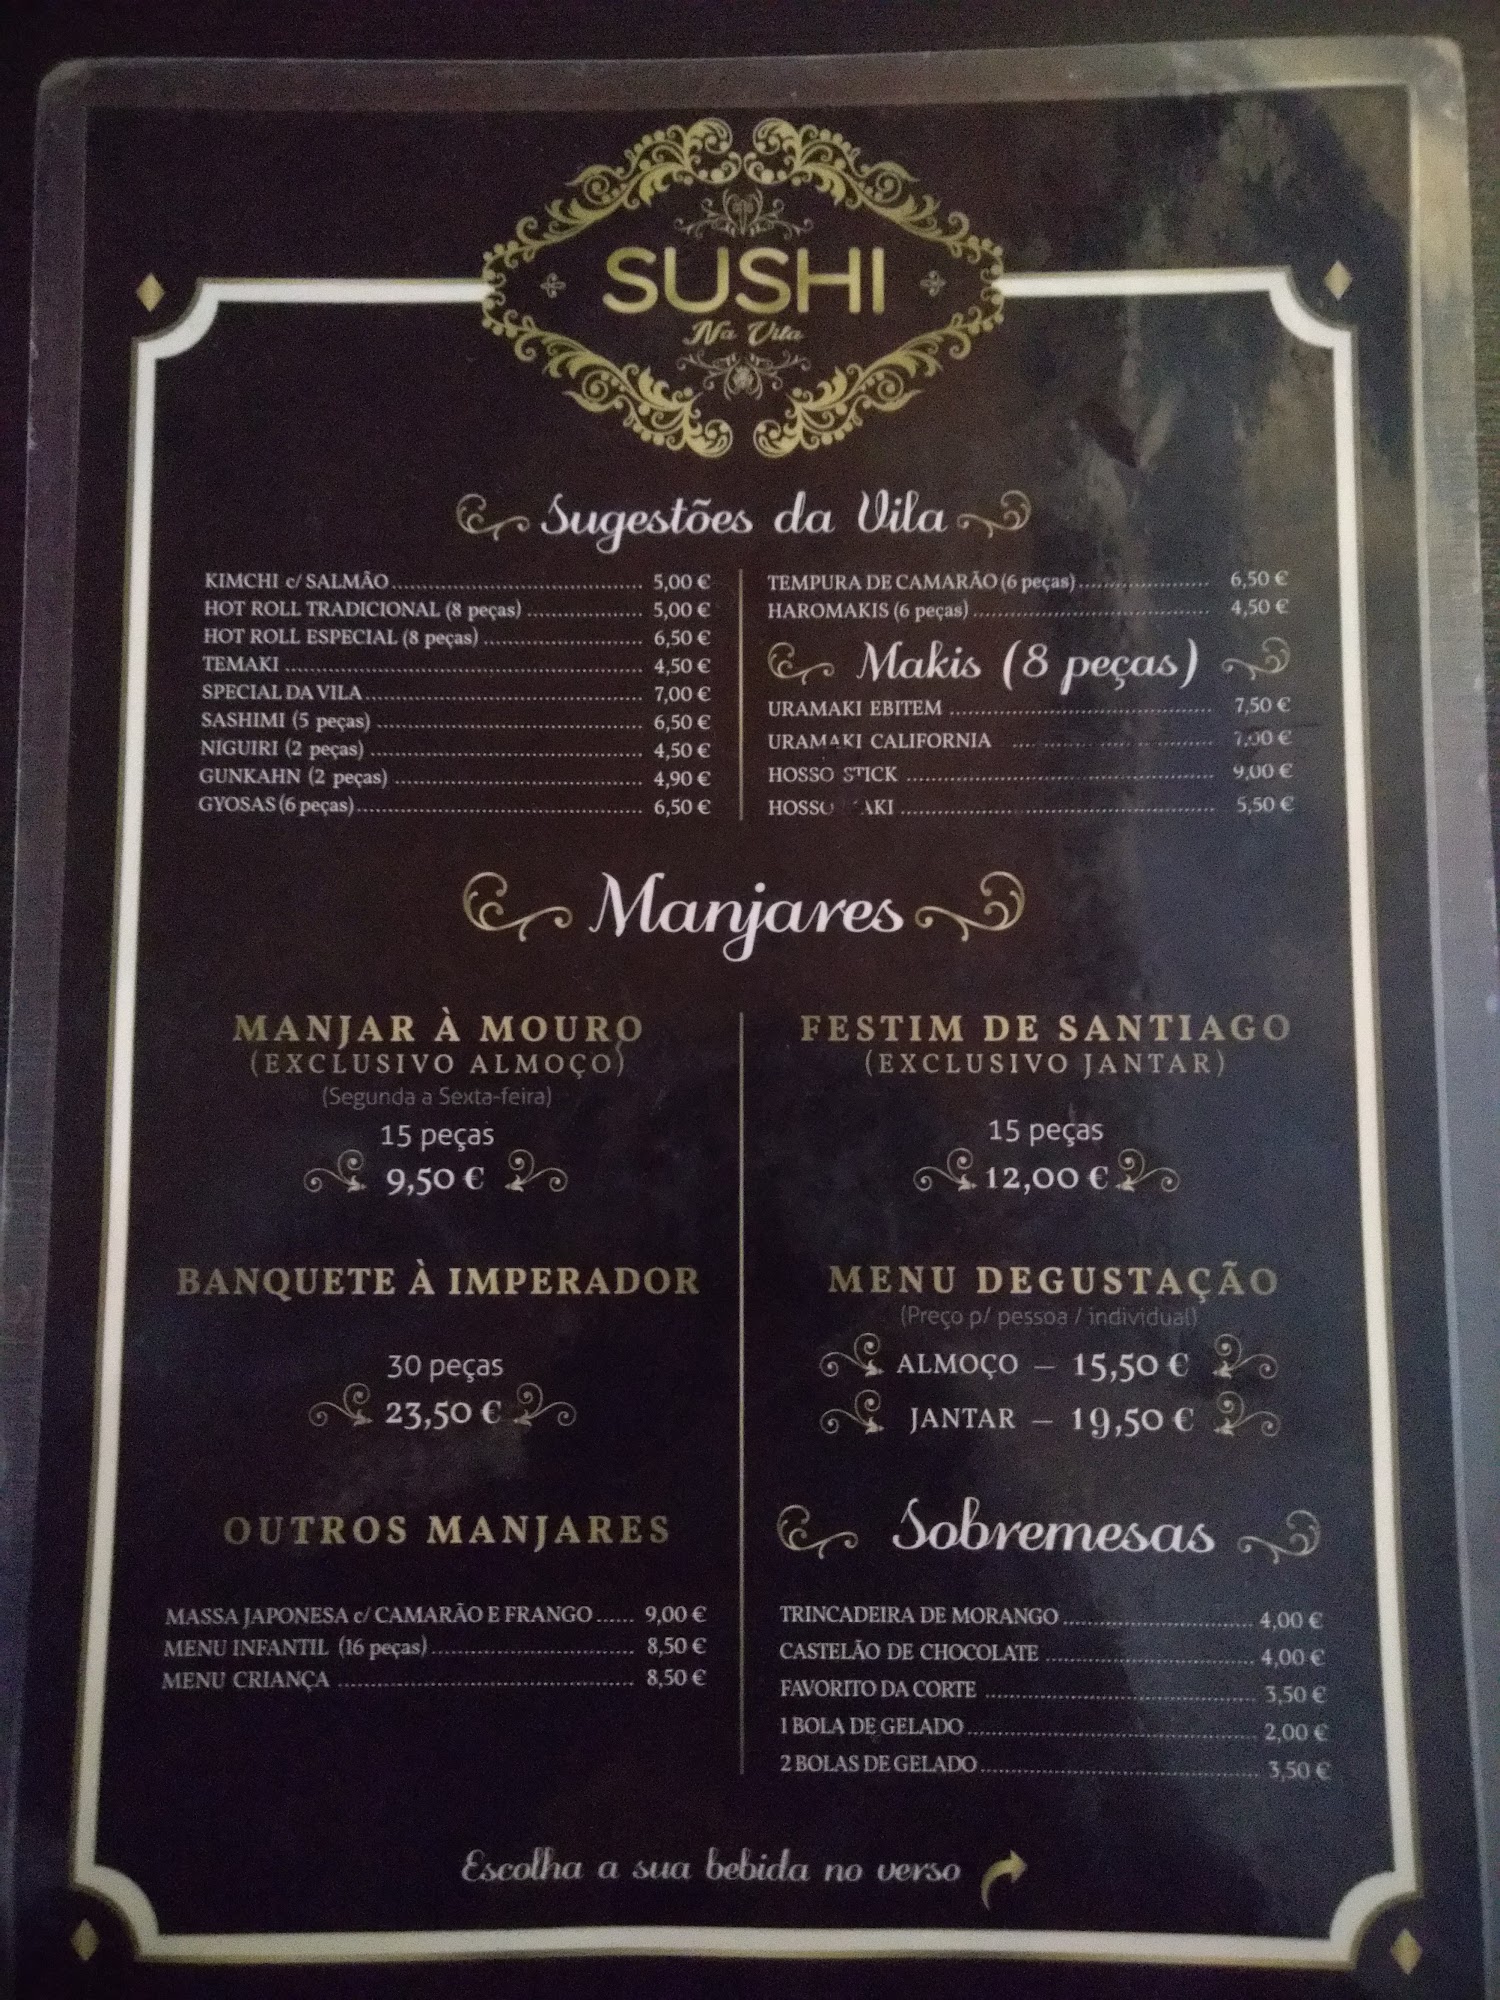 SUSHI
Na Vila
Sugestões da Vila
KIMCHI c/ SALMÃO 5,00 €
HOT ROLL TRADICIONAL (8 peças) 5,00 €
HOT ROLL ESPECIAL (8 peças) 6,50 €
TEMAKI 4,50 €
SPECIAL DA VILA 7,00 €
SASHIMI (5 peças) 6,50 €
NIGUIRI (2 peças) 4,50 €
GUNKAHN (2 peças) 4,90 €
GYOSAS (6 peças) 6,50 €
TEMPURA DE CAMARÃO (6 peças) 6,50 €
HAROMAKIS (6 peças) 4,50 €
Makis (8 peças)
URAMAKI EBITEM 7,50 €
URAMAKI CALIFORNIA 7,00 €
HOSSO STICK 9,00 €
5,50 €
Manjares
MANJAR À MOURO
(EXCLUSIVO ALMOÇO)
(Segunda a Sexta-feira)
15 peças
9,50 €
FESTIM DE SANTIAGO
(EXCLUSIVO JANTAR)
15 peças
12,00 €
BANQUETE À IMPERADOR
30 peças
23,50 €
MENU DEGUSTAÇÃO
(Preço p/ pessoa / individual)
ALMOÇO – 15,50 €
JANTAR – 19,50 €
OUTROS MANJARES
MASSA JAPONESA c/ CAMARÃO E FRANGO 9,00 €
MENU INFANTIL (16 peças) 8,50 €
MENU CRIANÇA 8,50 €
Sobremesas
TRINCADEIRA DE MORANGO 4,00 €
CASTELÃO DE CHOCOLATE 4,00 €
FAVORITO DA CORTE 3,50 €
1 BOLA DE GELADO 2,00 €
2 BOLAS DE GELADO 3,50 €
Escolha a sua bebida no verso